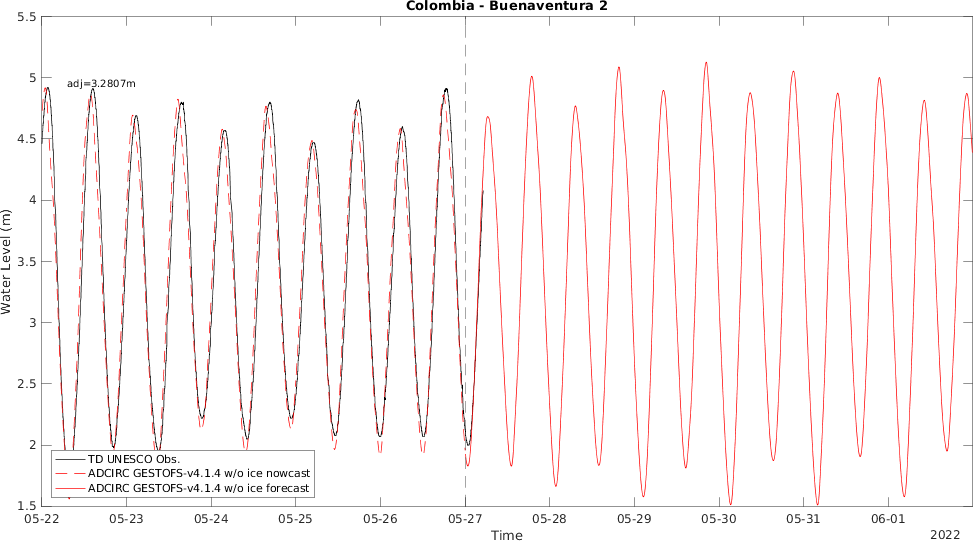 Colombia - Buenaventura 2
5.5
5
4.5
4
3.5
3
2.5
2
1.5
Water Level (m)
adj=3.2807m
TD UNESCO Obs.
ADCIRC GESTOFS-v4.1.4 w/o ice nowcast
ADCIRC GESTOFS-v4.1.4 w/o ice forecast
05-22 05-23 05-24 05-25 05-26 05-27 05-28 05-29 05-30 05-31 06-01
Time
2022